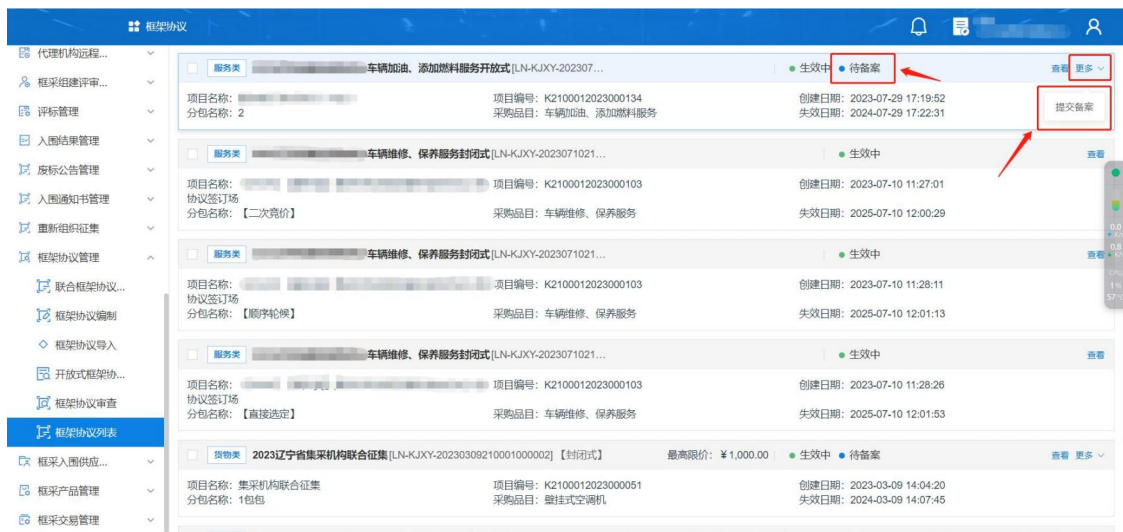 框架协议
代理机构远程...
框采组建评审...
评标管理
入围结果管理
废标公告管理
入围通知书管理
重新组织征集
框架协议管理
联合框架协议...
框架协议编制
框架协议导入
开放式框架协...
框架协议审查
框架协议列表
框采入围供应...
框采产品管理
框采交易管理
服务类 车辆加油、添加燃料服务开放式[LN-KJXY-202307... 生效中 待备案 查看 更多
项目名称： 项目编号：K2100012023000134 创建日期：2023-07-29 17:19:52
分包名称：2 采购品目：车辆加油、添加燃料服务 失效日期：2024-07-29 17:22:31
提交备案
服务类 车辆维修、保养服务封闭式[LN-KJXY-2023071021... 生效中 查看
项目名称： 项目编号：K2100012023000103 创建日期：2023-07-10 11:27:01
协议签订场
分包名称：【二次竞价】 采购品目：车辆维修、保养服务 失效日期：2025-07-10 12:00:29
服务类 车辆维修、保养服务封闭式[LN-KJXY-2023071021... 生效中 查看
项目名称： 项目编号：K2100012023000103 创建日期：2023-07-10 11:28:11
协议签订场
分包名称：【顺序轮候】 采购品目：车辆维修、保养服务 失效日期：2025-07-10 12:01:13
服务类 车辆维修、保养服务封闭式[LN-KJXY-2023071021... 生效中 查看
项目名称： 项目编号：K2100012023000103 创建日期：2023-07-10 11:28:26
协议签订场
分包名称：【直接选定】 采购品目：车辆维修、保养服务 失效日期：2025-07-10 12:01:53
货物类 2023辽宁省集采机构联合征集[LN-KJXY-20230309210001000002] 【封闭式】 最高限价：￥1,000.00 生效中 待备案 查看 更多
项目名称：集采机构联合征集 项目编号：K2100012023000051 创建日期：2023-03-09 14:04:20
分包名称：1包包 采购品目：壁挂式空调机 失效日期：2024-03-09 14:07:45
0.0
0.8
CPU
1%
57°C